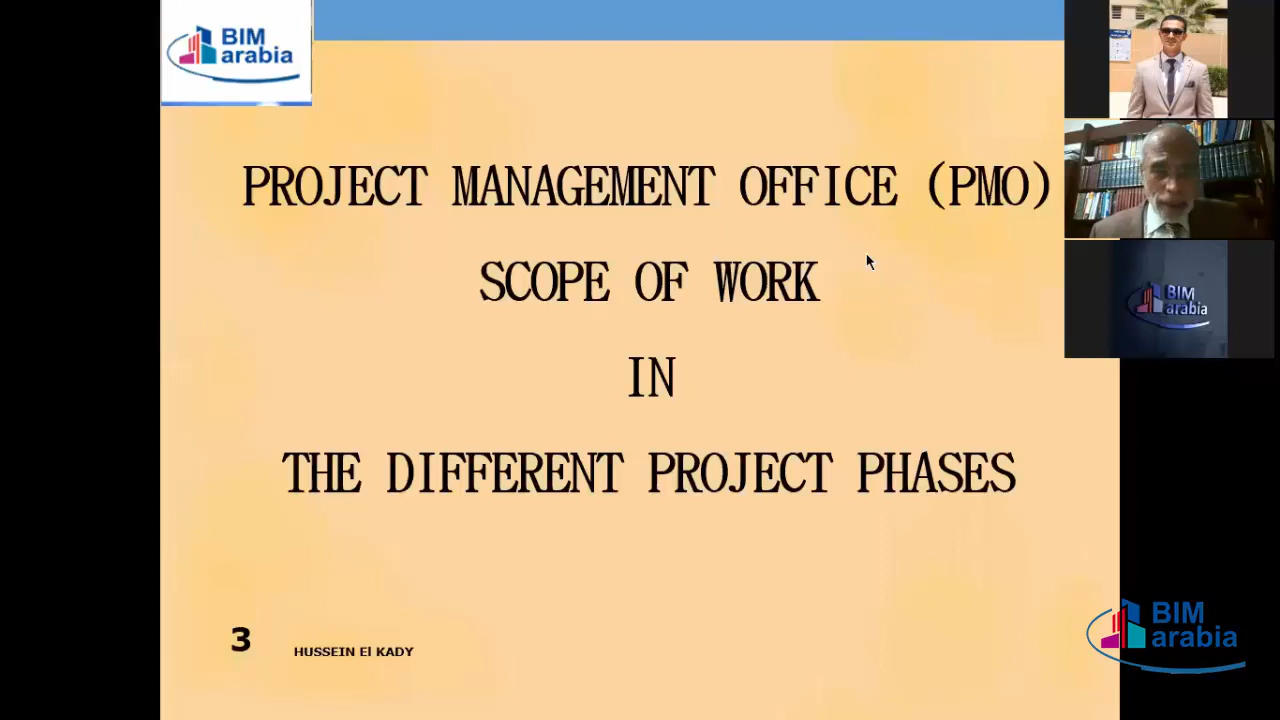 BIM
arabia
PROJECT MANAGEMENT OFFICE (PMO)
SCOPE OF WORK
IN
THE DIFFERENT PROJECT PHASES
3
HUSSEIN El KADY
BIM
arabia
BIM
arabia